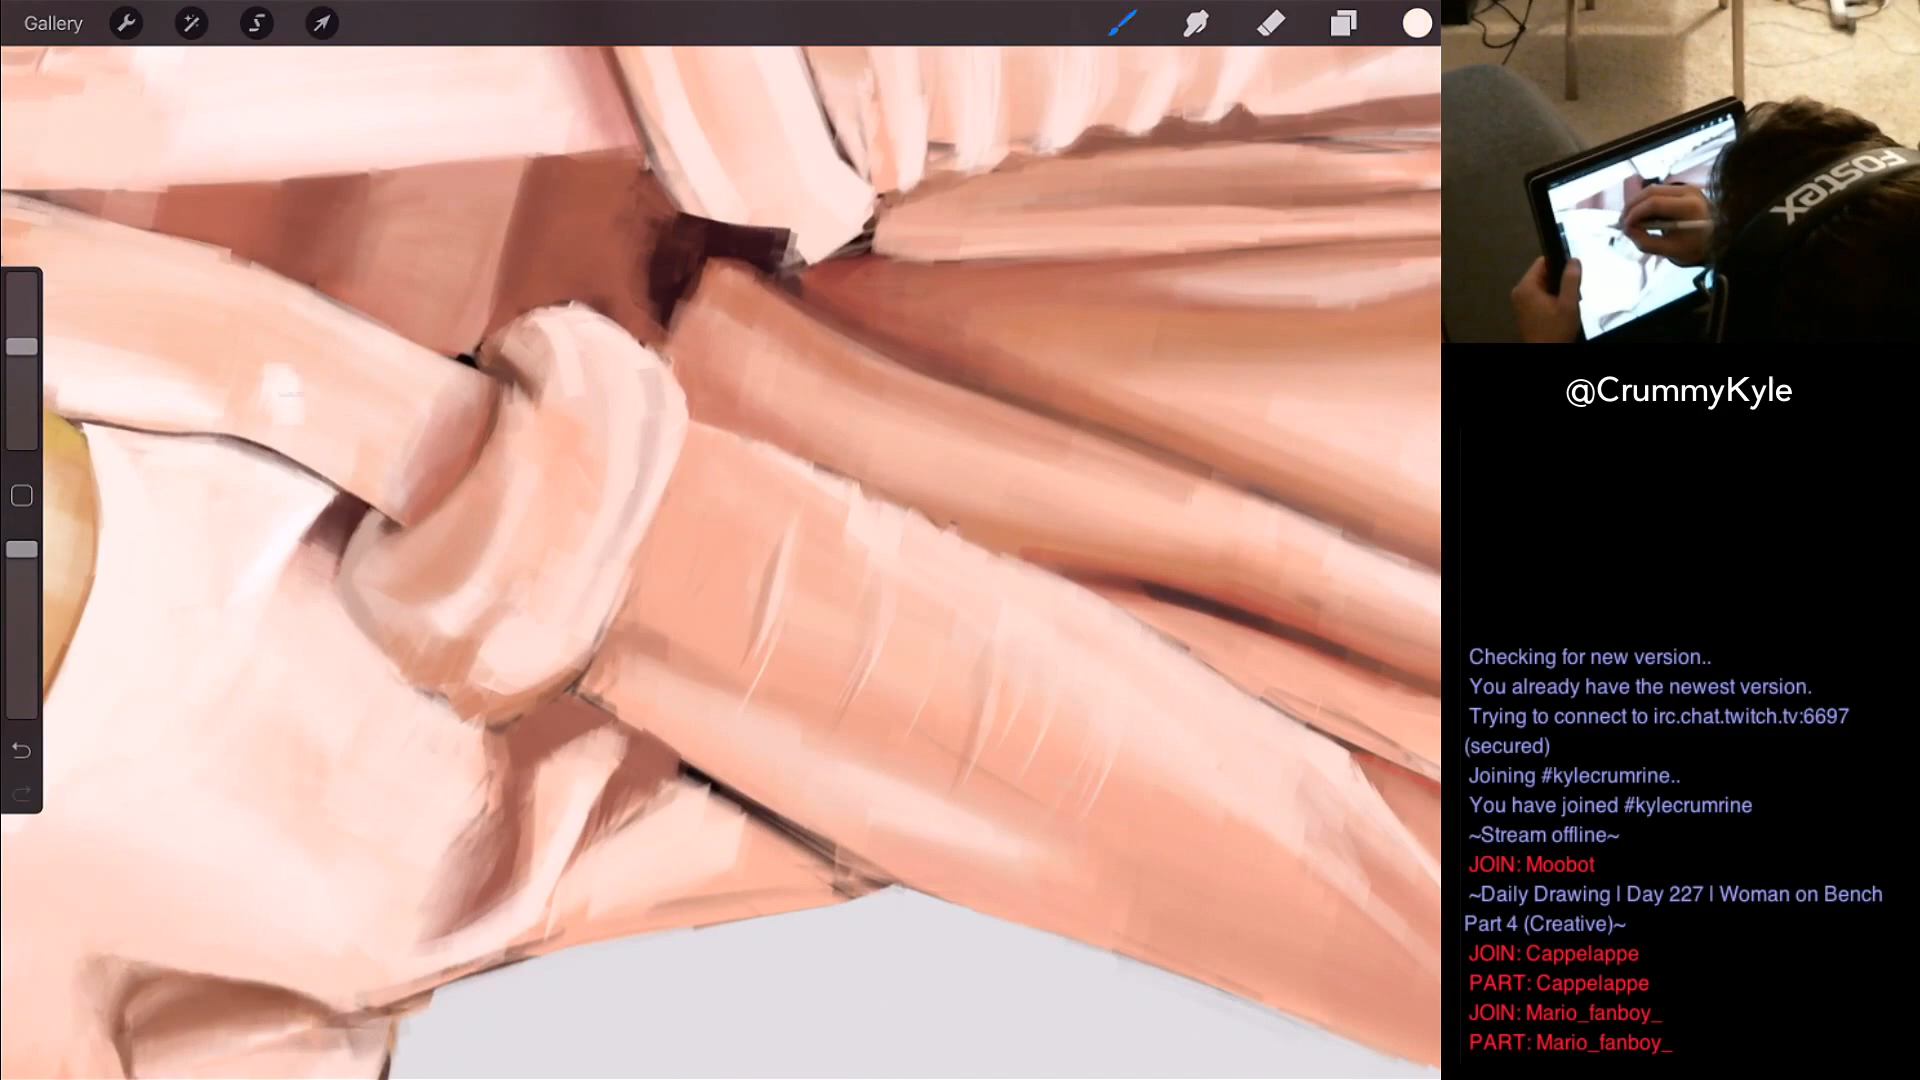 Gallery
FOSTEX
@CrummyKyle
Checking for new version..
You already have the newest version.
Trying to connect to irc.chat.twitch.tv:6697
(secured)
Joining #kylecrumrine..
You have joined #kylecrumrine
~Stream offline~
JOIN: Moobot
~Daily Drawing | Day 227 | Woman on Bench
Part 4 (Creative)~
JOIN: Cappelappe
PART: Cappelappe
JOIN: Mario_fanboy_
PART: Mario_fanboy_